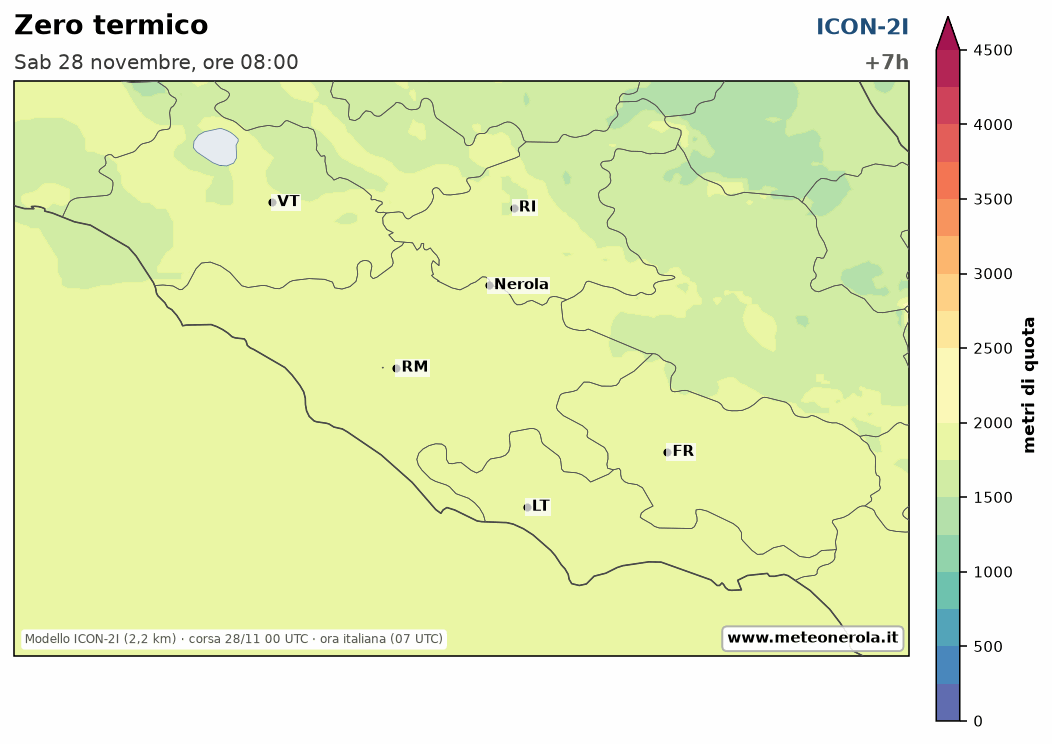 Zero termico
ICON-2I
Sab 28 novembre, ore 08:00
+7h
4500
4000
3500
3000
2500
2000
1500
1000
500
0
metri di quota
VT
RI
Nerola
RM
FR
LT
Modello ICON-2I (2,2 km) · corsa 28/11 00 UTC · ora italiana (07 UTC)
www.meteonerola.it